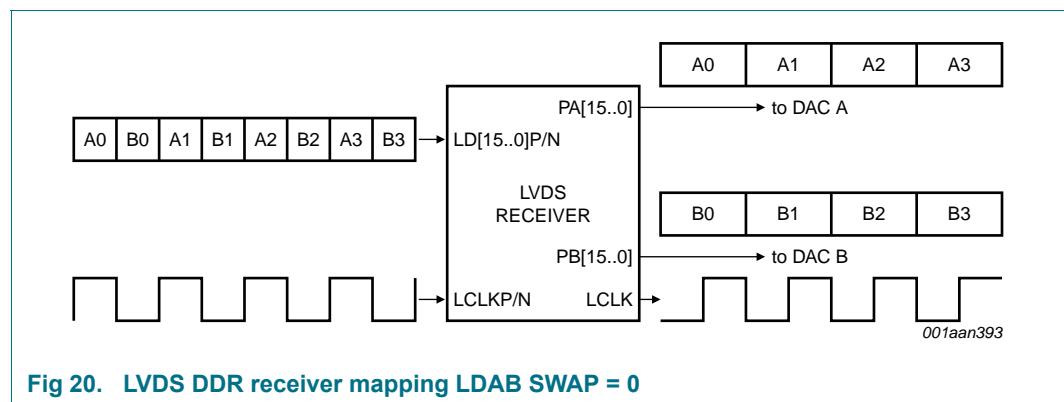 A0 A1 A2 A3
PA[15..0] to DAC A
A0 B0 A1 B1 A2 B2 A3 B3 LD[15..0]P/N
LVDS
RECEIVER
B0 B1 B2 B3
PB[15..0] to DAC B
LCLKP/N LCLK
001aan393
Fig 20. LVDS DDR receiver mapping LDAB SWAP = 0